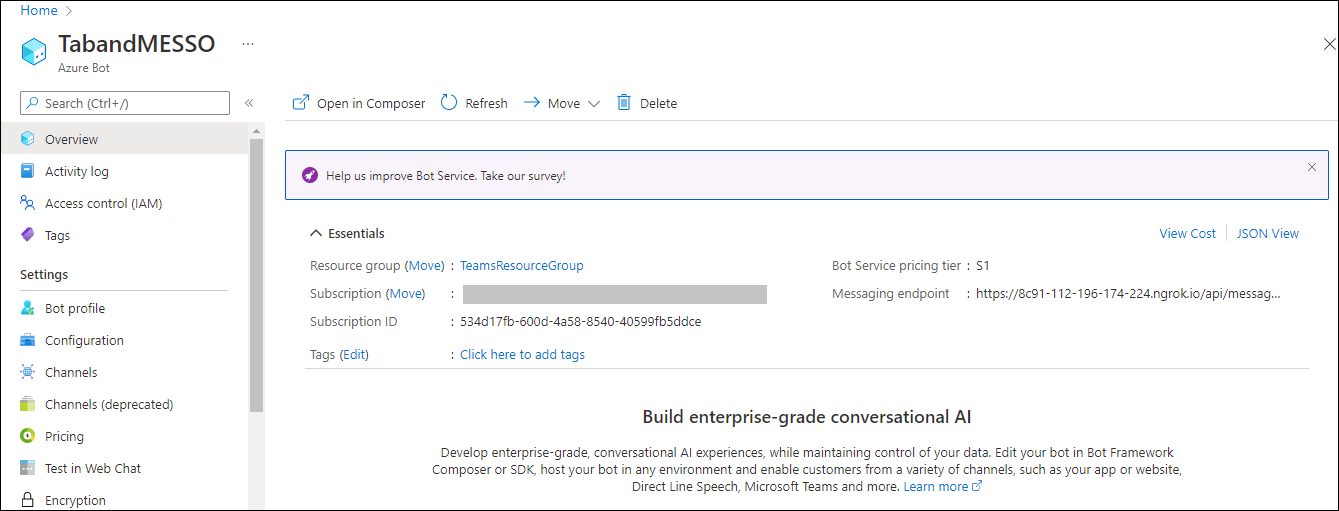 Home >
TabandMESSO ...
Azure Bot
Search (Ctrl+/) «
Overview
Activity log
Access control (IAM)
Tags
Settings
Bot profile
Configuration
Channels
Channels (deprecated)
Pricing
Test in Web Chat
Encryption
Open in Composer Refresh Move Delete
Help us improve Bot Service. Take our survey!
Essentials View Cost JSON View
Resource group (Move) : TeamsResourceGroup
Subscription (Move) :
Subscription ID : 534d17fb-600d-4a58-8540-40599fb5ddce
Tags (Edit) : Click here to add tags
Bot Service pricing tier : S1
Messaging endpoint : https://8c91-112-196-174-224.ngrok.io/api/messag...
Build enterprise-grade conversational AI
Develop enterprise-grade, conversational AI experiences, while maintaining control of your data. Edit your bot in Bot Framework
Composer or SDK, host your bot in any environment and enable customers from a variety of channels, such as your app or website,
Direct Line Speech, Microsoft Teams and more. Learn more